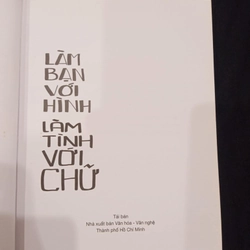 LÀM
BẠN
VỚI
HÌNH
LÀM
TÌNH
VỚI
CHỮ
Tái bản
Nhà xuất bản Văn hóa - Văn nghệ
Thành phố Hồ Chí Minh